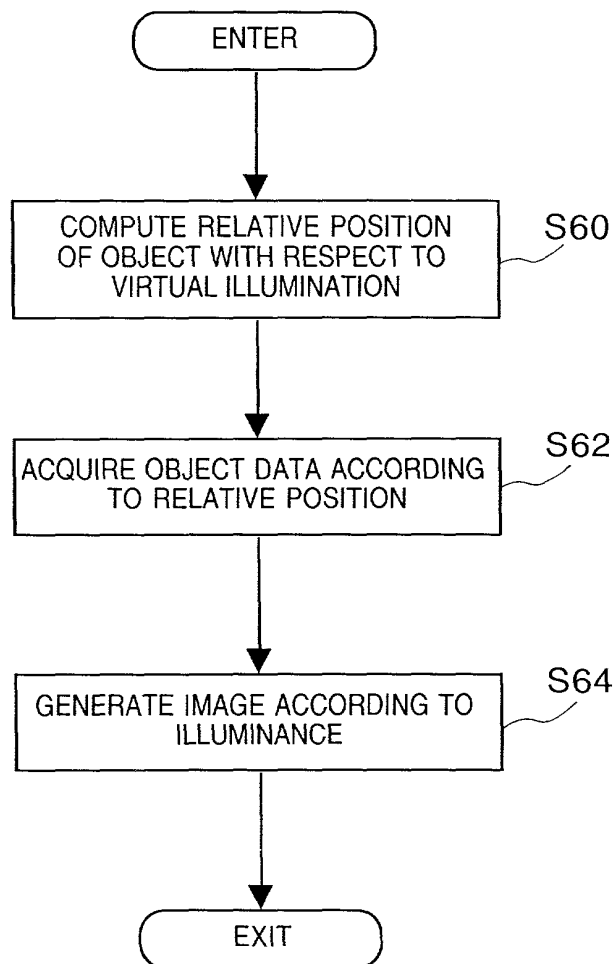 ENTER
COMPUTE RELATIVE POSITION
OF OBJECT WITH RESPECT TO
VIRTUAL ILLUMINATION
S60
ACQUIRE OBJECT DATA ACCORDING
TO RELATIVE POSITION
S62
GENERATE IMAGE ACCORDING TO
ILLUMINANCE
S64
EXIT